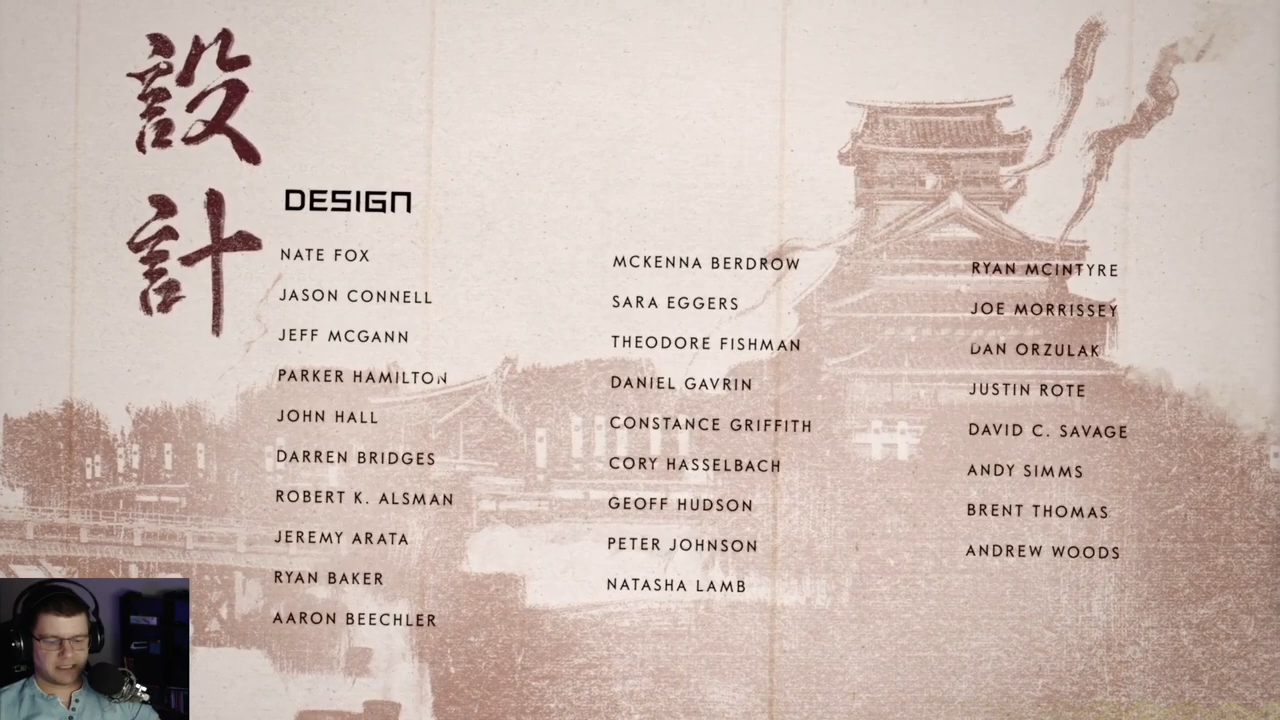 設計
DESIGN
NATE FOX
JASON CONNELL
JEFF MCGANN
PARKER HAMILTON
JOHN HALL
DARREN BRIDGES
ROBERT K. ALSMAN
JEREMY ARATA
RYAN BAKER
AARON BEECHLER
MCKENNA BERDROW
SARA EGGERS
THEODORE FISHMAN
DANIEL GAVRIN
CONSTANCE GRIFFITH
CORY HASSELBACH
GEOFF HUDSON
PETER JOHNSON
NATASHA LAMB
RYAN MCINTYRE
JOE MORRISSEY
DAN ORZULAK
JUSTIN ROTE
DAVID C. SAVAGE
ANDY SIMMS
BRENT THOMAS
ANDREW WOODS